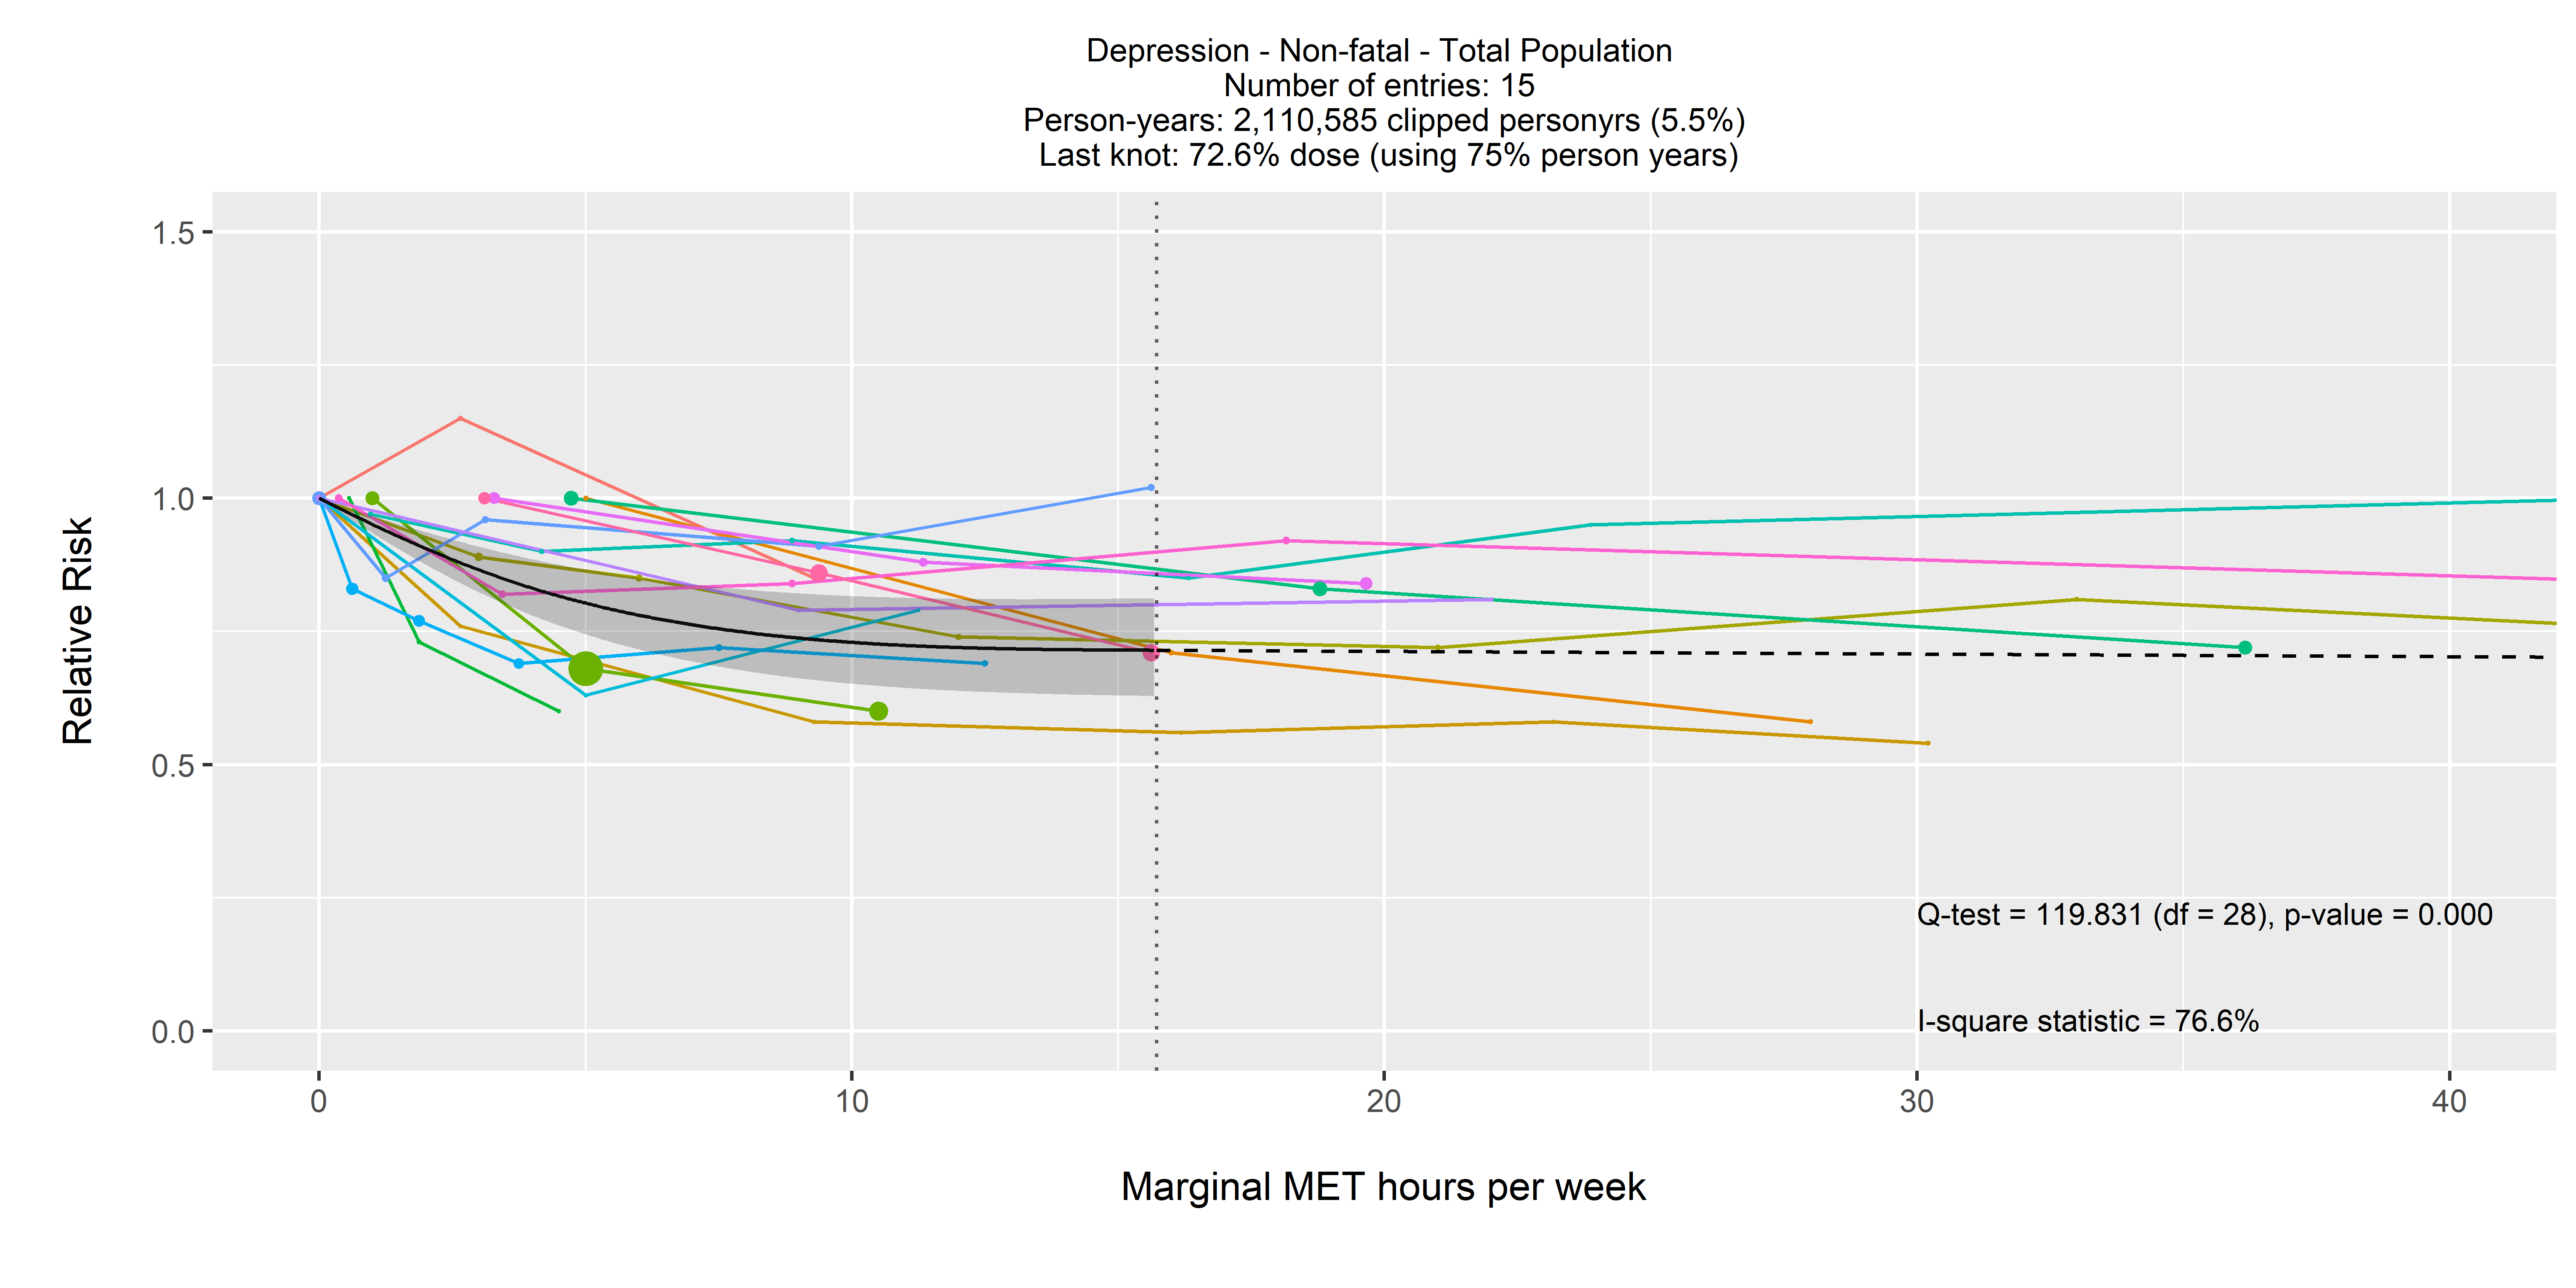 Depression - Non-fatal - Total Population
Number of entries: 15
Person-years: 2,110,585 clipped personyrs (5.5%)
Last knot: 72.6% dose (using 75% person years)
1.5
1.0
0.5
0.0
Relative Risk
Q-test = 119.831 (df = 28), p-value = 0.000
I-square statistic = 76.6%
0 10 20 30 40
Marginal MET hours per week